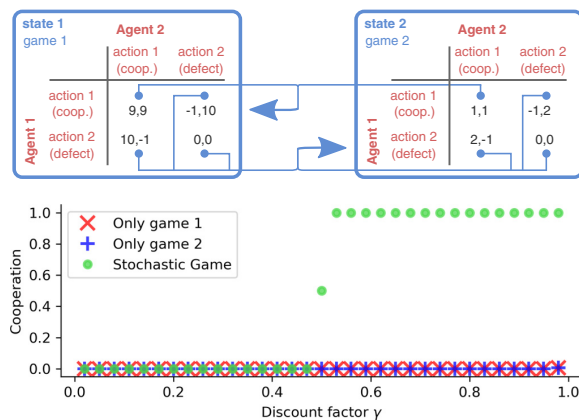 state 1
game 1
Agent 2
action 1
(coop.)
action 2
(defect)
Agent 1
action 1
(coop.)
9,9
-1,10
action 2
(defect)
10,-1
0,0
state 2
game 2
Agent 2
action 1
(coop.)
action 2
(defect)
Agent 1
action 1
(coop.)
1,1
-1,2
action 2
(defect)
2,-1
0,0
Cooperation
1.0
0.8
0.6
0.4
0.2
0.0
Only game 1
Only game 2
Stochastic Game
0.0 0.2 0.4 0.6 0.8 1.0
Discount factor γ